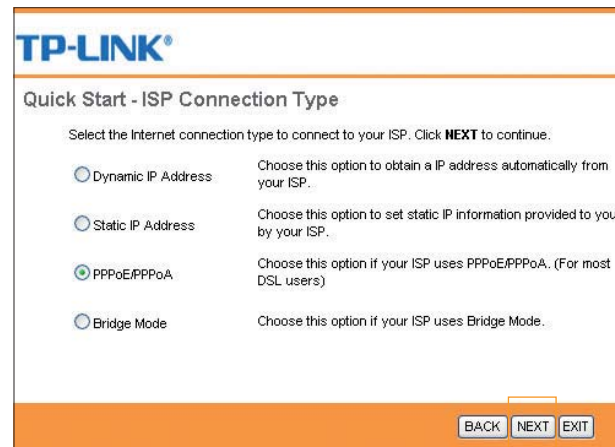 TP-LINK®
Quick Start - ISP Connection Type
Select the Internet connection type to connect to your ISP. Click NEXT to continue.
Dynamic IP Address
Choose this option to obtain a IP address automatically from
your ISP.
Static IP Address
Choose this option to set static IP information provided to you
by your ISP.
PPPoE/PPPoA
Choose this option if your ISP uses PPPoE/PPPoA. (For most
DSL users)
Bridge Mode
Choose this option if your ISP uses Bridge Mode.
BACK NEXT EXIT